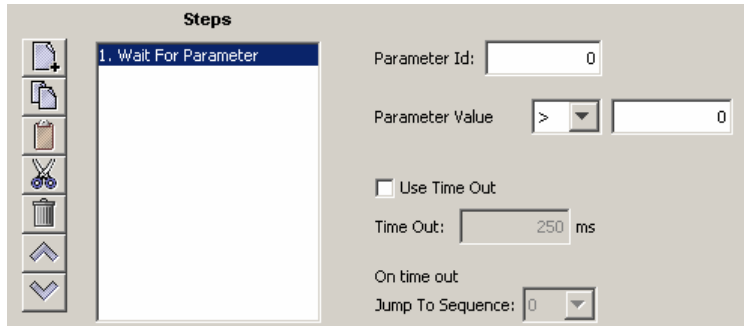 Steps
1. Wait For Parameter
Parameter Id: 0
Parameter Value > 0
Use Time Out
Time Out: 250 ms
On time out
Jump To Sequence: 0